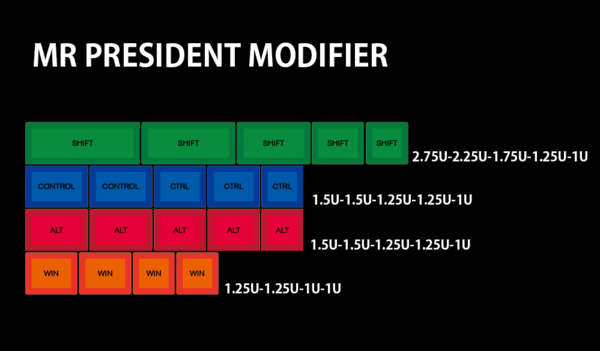 MR PRESIDENT MODIFIER
SHIFT SHIFT SHIFT SHIFT SHIFT
2.75U-2.25U-1.75U-1.25U-1U
CONTROL CONTROL CTRL CTRL CTRL
1.5U-1.5U-1.25U-1.25U-1U
ALT ALT ALT ALT ALT
1.5U-1.5U-1.25U-1.25U-1U
WIN WIN WIN WIN
1.25U-1.25U-1U-1U